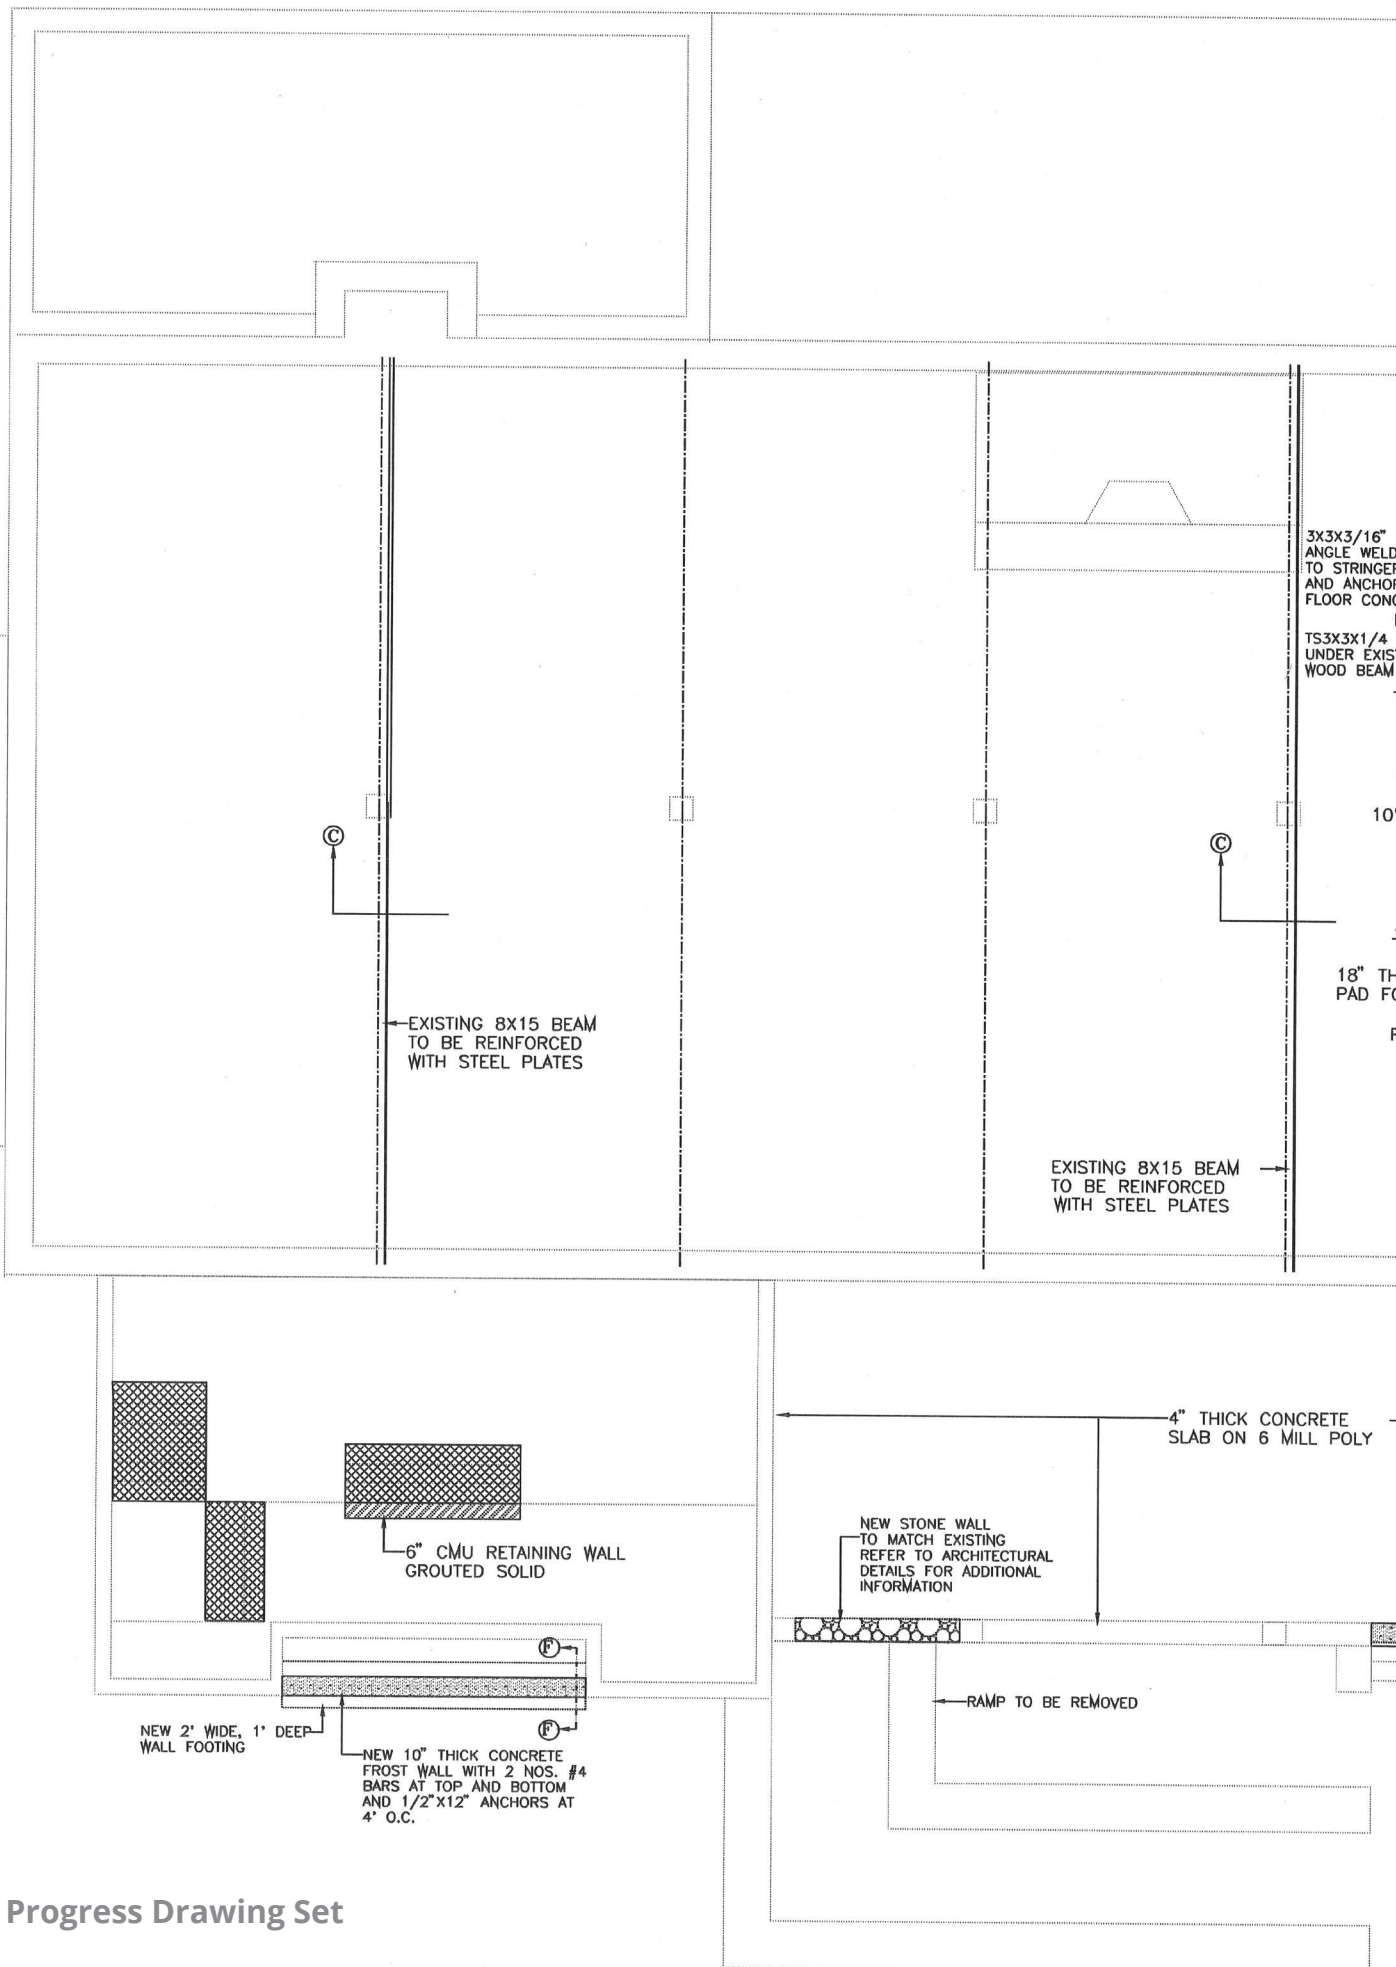 3X3X3/16"
ANGLE WELD
TO STRINGER
AND ANCHOR
FLOOR CONC
TS3X3X1/4
UNDER EXIS
WOOD BEAM
10"
Ⓒ
Ⓒ
18" TH
PAD FO
EXISTING 8X15 BEAM
TO BE REINFORCED
WITH STEEL PLATES
EXISTING 8X15 BEAM
TO BE REINFORCED
WITH STEEL PLATES
4" THICK CONCRETE
SLAB ON 6 MILL POLY
6" CMU RETAINING WALL
GROUTED SOLID
NEW STONE WALL
TO MATCH EXISTING
REFER TO ARCHITECTURAL
DETAILS FOR ADDITIONAL
INFORMATION
Ⓕ
RAMP TO BE REMOVED
Ⓕ
NEW 2' WIDE, 1' DEEP
WALL FOOTING
NEW 10" THICK CONCRETE
FROST WALL WITH 2 NOS. #4
BARS AT TOP AND BOTTOM
AND 1/2"X12" ANCHORS AT
4' O.C.
Progress Drawing Set